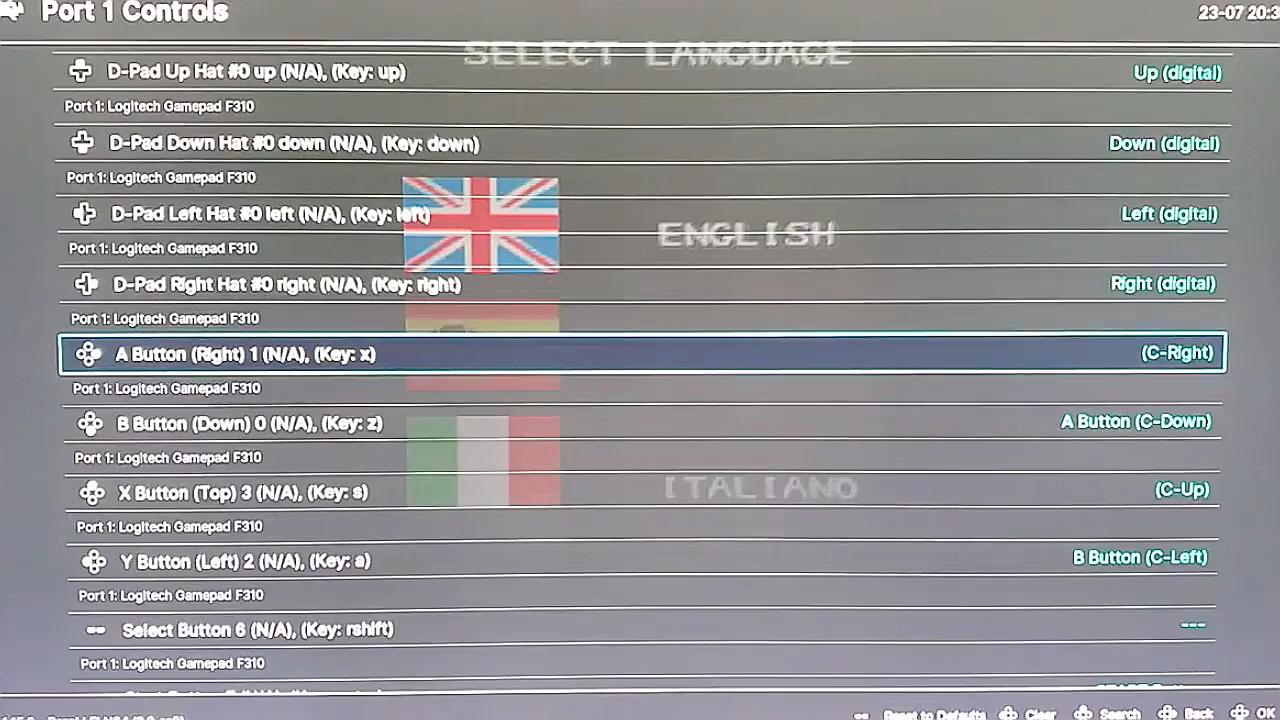 Port 1 Controls
SELECT LANGUAGE
D-Pad Up Hat #0 up (N/A), (Key: up) Up (digital)
Port 1: Logitech Gamepad F310
D-Pad Down Hat #0 down (N/A), (Key: down) Down (digital)
Port 1: Logitech Gamepad F310
D-Pad Left Hat #0 left (N/A), (Key: left) Left (digital)
ENGLISH
Port 1: Logitech Gamepad F310
D-Pad Right Hat #0 right (N/A), (Key: right) Right (digital)
Port 1: Logitech Gamepad F310
A Button (Right) 1 (N/A), (Key: x) (C-Right)
Port 1: Logitech Gamepad F310
B Button (Down) 0 (N/A), (Key: z) A Button (C-Down)
Port 1: Logitech Gamepad F310
X Button (Top) 3 (N/A), (Key: s) (C-Up)
ITALIANO
Port 1: Logitech Gamepad F310
Y Button (Left) 2 (N/A), (Key: a) B Button (C-Left)
Port 1: Logitech Gamepad F310
Select Button 6 (N/A), (Key: rshift) ---
Port 1: Logitech Gamepad F310
Reset to Defaults Clear Search Back OK